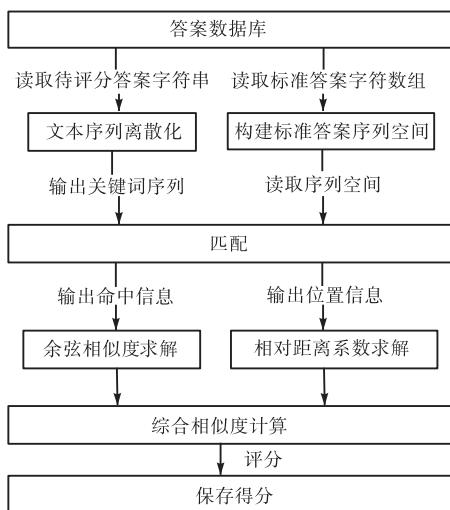 答案数据库
读取待评分答案字符串
读取标准答案字符数组
文本序列离散化
构建标准答案序列空间
输出关键词序列
读取序列空间
匹配
输出命中信息
输出位置信息
余弦相似度求解
相对距离系数求解
综合相似度计算
评分
保存得分